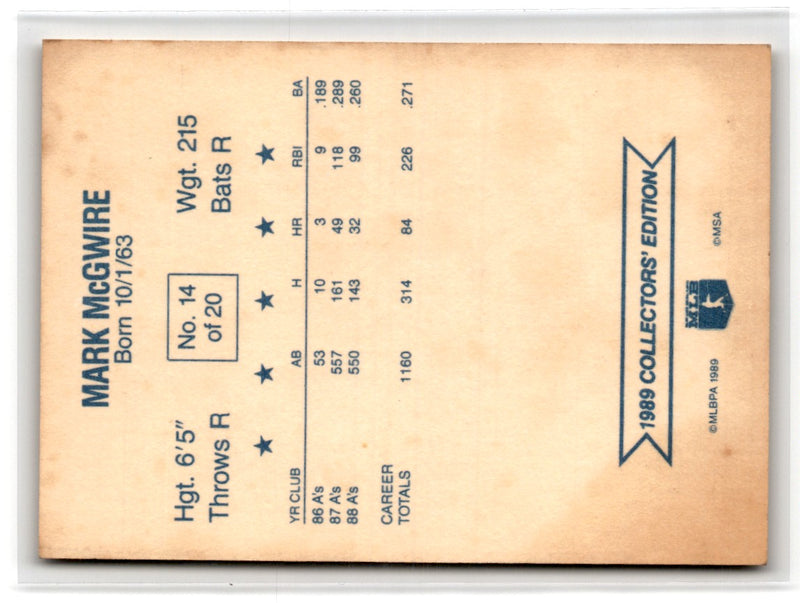 MARK McGWIRE
Born 10/1/63
Hgt. 6'5" No. 14 Wgt. 215
Throws R of 20 Bats R
YR CLUB AB H HR RBI BA
86 A's 53 10 3 9 .189
87 A's 557 161 49 118 .289
88 A's 550 143 32 99 .260
CAREER
TOTALS 1160 314 84 226 .271
1989 COLLECTORS' EDITION
MLB
©MLBPA 1989 ©MSA